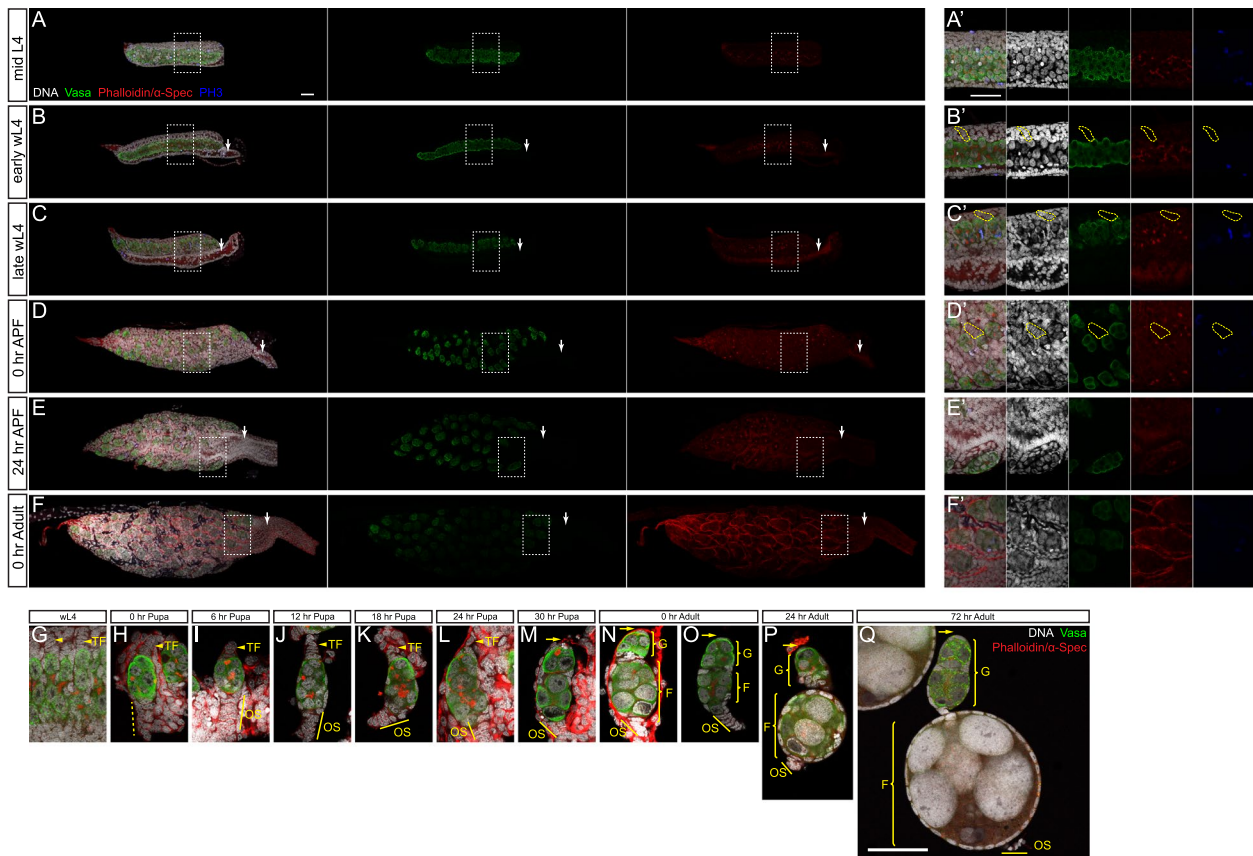 mid L4
A
DNA Vasa Phalloidin/α-Spec PH3
A'
early wL4
B
B'
late wL4
C
C'
0 hr APF
D
D'
24 hr APF
E
E'
0 hr Adult
F
F'
wL4
0 hr Pupa
6 hr Pupa
12 hr Pupa
18 hr Pupa
24 hr Pupa
30 hr Pupa
0 hr Adult
24 hr Adult
72 hr Adult
G
TF
H
TF
I
TF
OS
J
TF
OS
K
TF
OS
L
TF
OS
M
OS
N
G
F
OS
O
G
F
OS
P
G
F
OS
Q
DNA Vasa
Phalloidin/α-Spec
G
F
OS